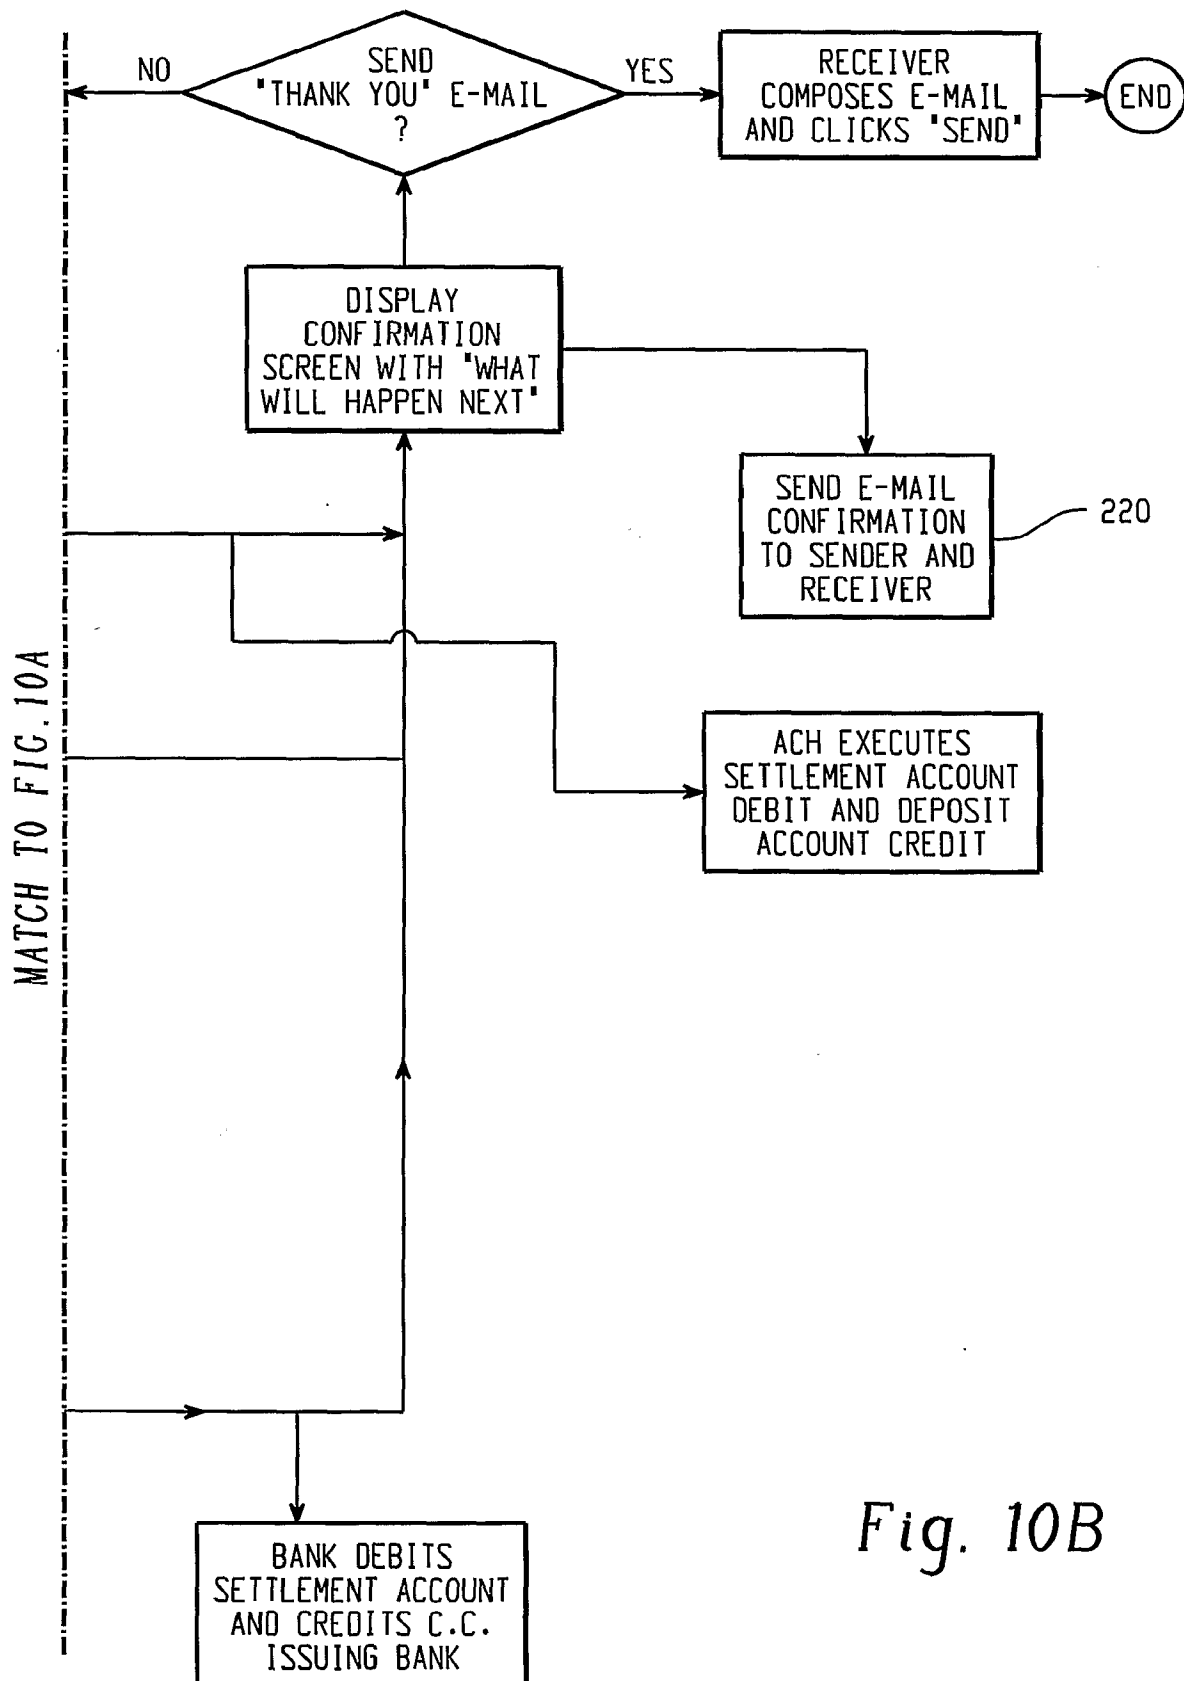 SEND
"THANK YOU" E-MAIL
?
NO
YES
RECEIVER
COMPOSES E-MAIL
AND CLICKS "SEND"
END
DISPLAY
CONFIRMATION
SCREEN WITH "WHAT
WILL HAPPEN NEXT"
SEND E-MAIL
CONFIRMATION
TO SENDER AND
RECEIVER
220
MATCH TO FIG. 10A
ACH EXECUTES
SETTLEMENT ACCOUNT
DEBIT AND DEPOSIT
ACCOUNT CREDIT
BANK DEBITS
SETTLEMENT ACCOUNT
AND CREDITS C.C.
ISSUING BANK
Fig. 10B